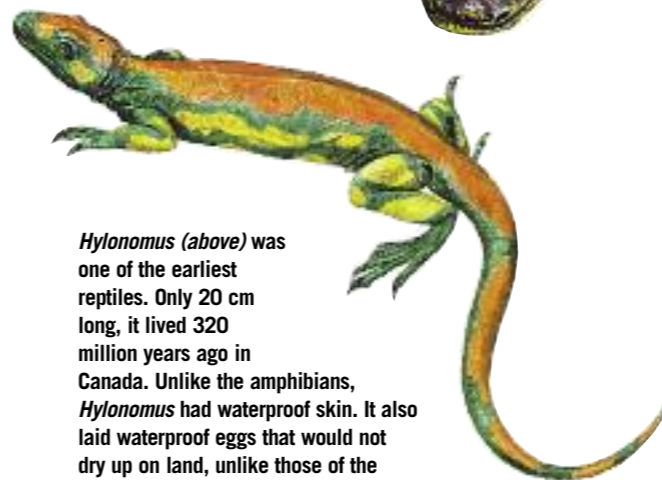 Hylonomus (above) was
one of the earliest
reptiles. Only 20 cm
long, it lived 320
million years ago in
Canada. Unlike the amphibians,
Hylonomus had waterproof skin. It also
laid waterproof eggs that would not
dry up on land, unlike those of the